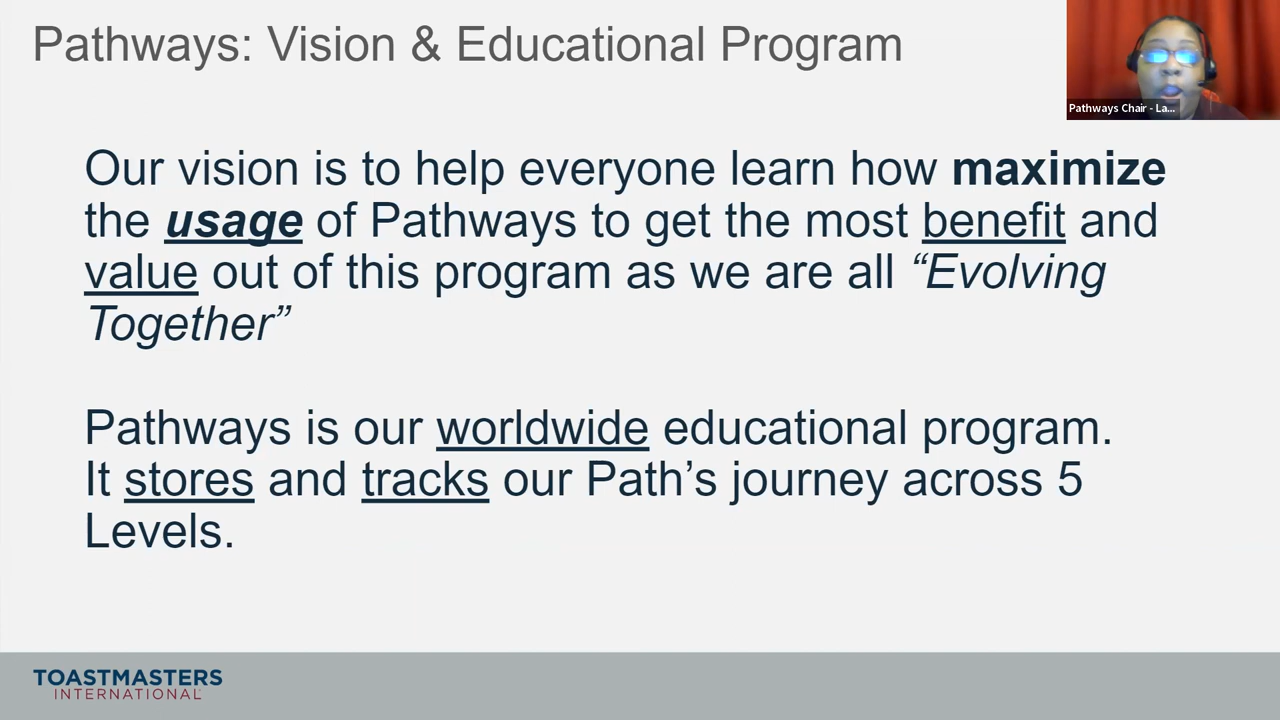 Pathways: Vision & Educational Program
Pathways Chair - La...
Our vision is to help everyone learn how maximize
the usage of Pathways to get the most benefit and
value out of this program as we are all “Evolving
Together”
Pathways is our worldwide educational program.
It stores and tracks our Path’s journey across 5
Levels.
TOASTMASTERS
INTERNATIONAL